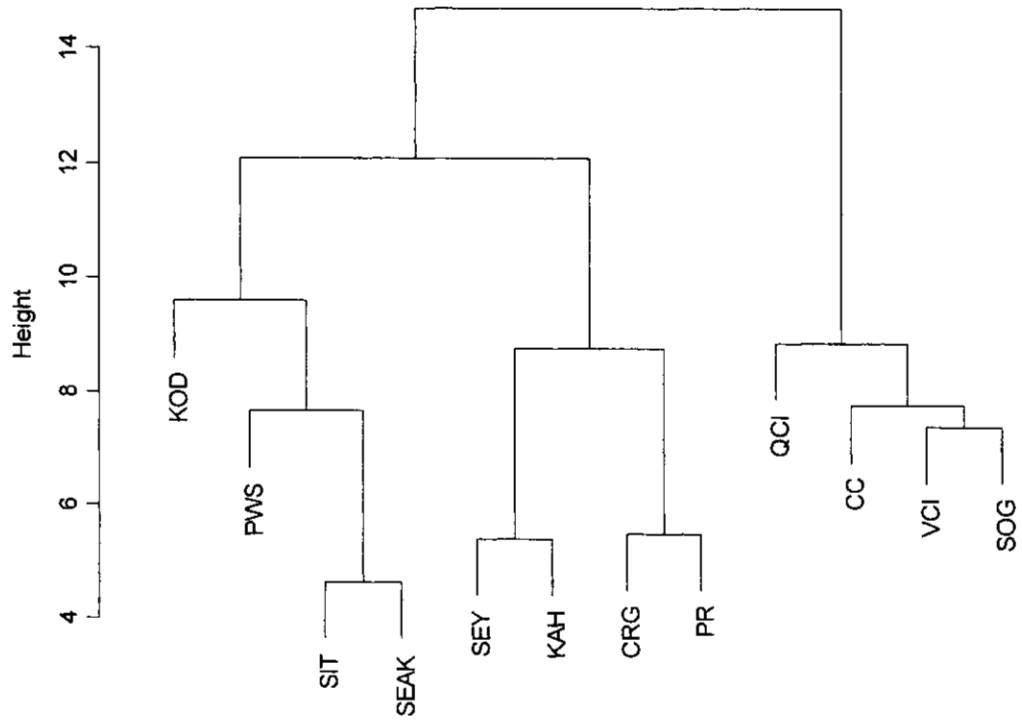 Height
14
12
10
8
6
4
KOD
PWS
SIT
SEAK
SEY
KAH
CRG
PR
QCI
CC
VCI
SOG